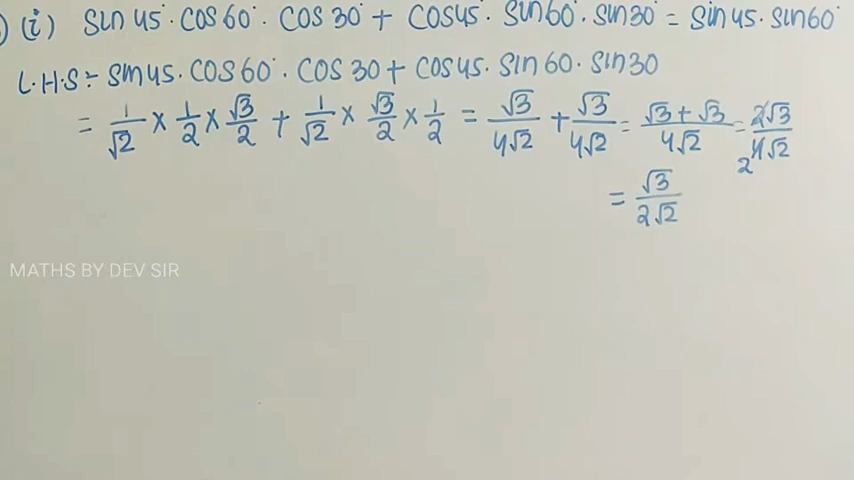 (i) sin 45°. cos 60°. cos 30° + cos 45°. sin 60°. sin 30° = sin 45. sin 60°
L.H.S:- sin 45. cos 60°. cos 30 + cos 45. sin 60. sin 30
= 1/√2 × 1/2 × √3/2 + 1/√2 × √3/2 × 1/2 = √3/4√2 + √3/4√2 = √3 + √3/4√2 = 2√3/4√2 2
= √3/2√2
MATHS BY DEV SIR